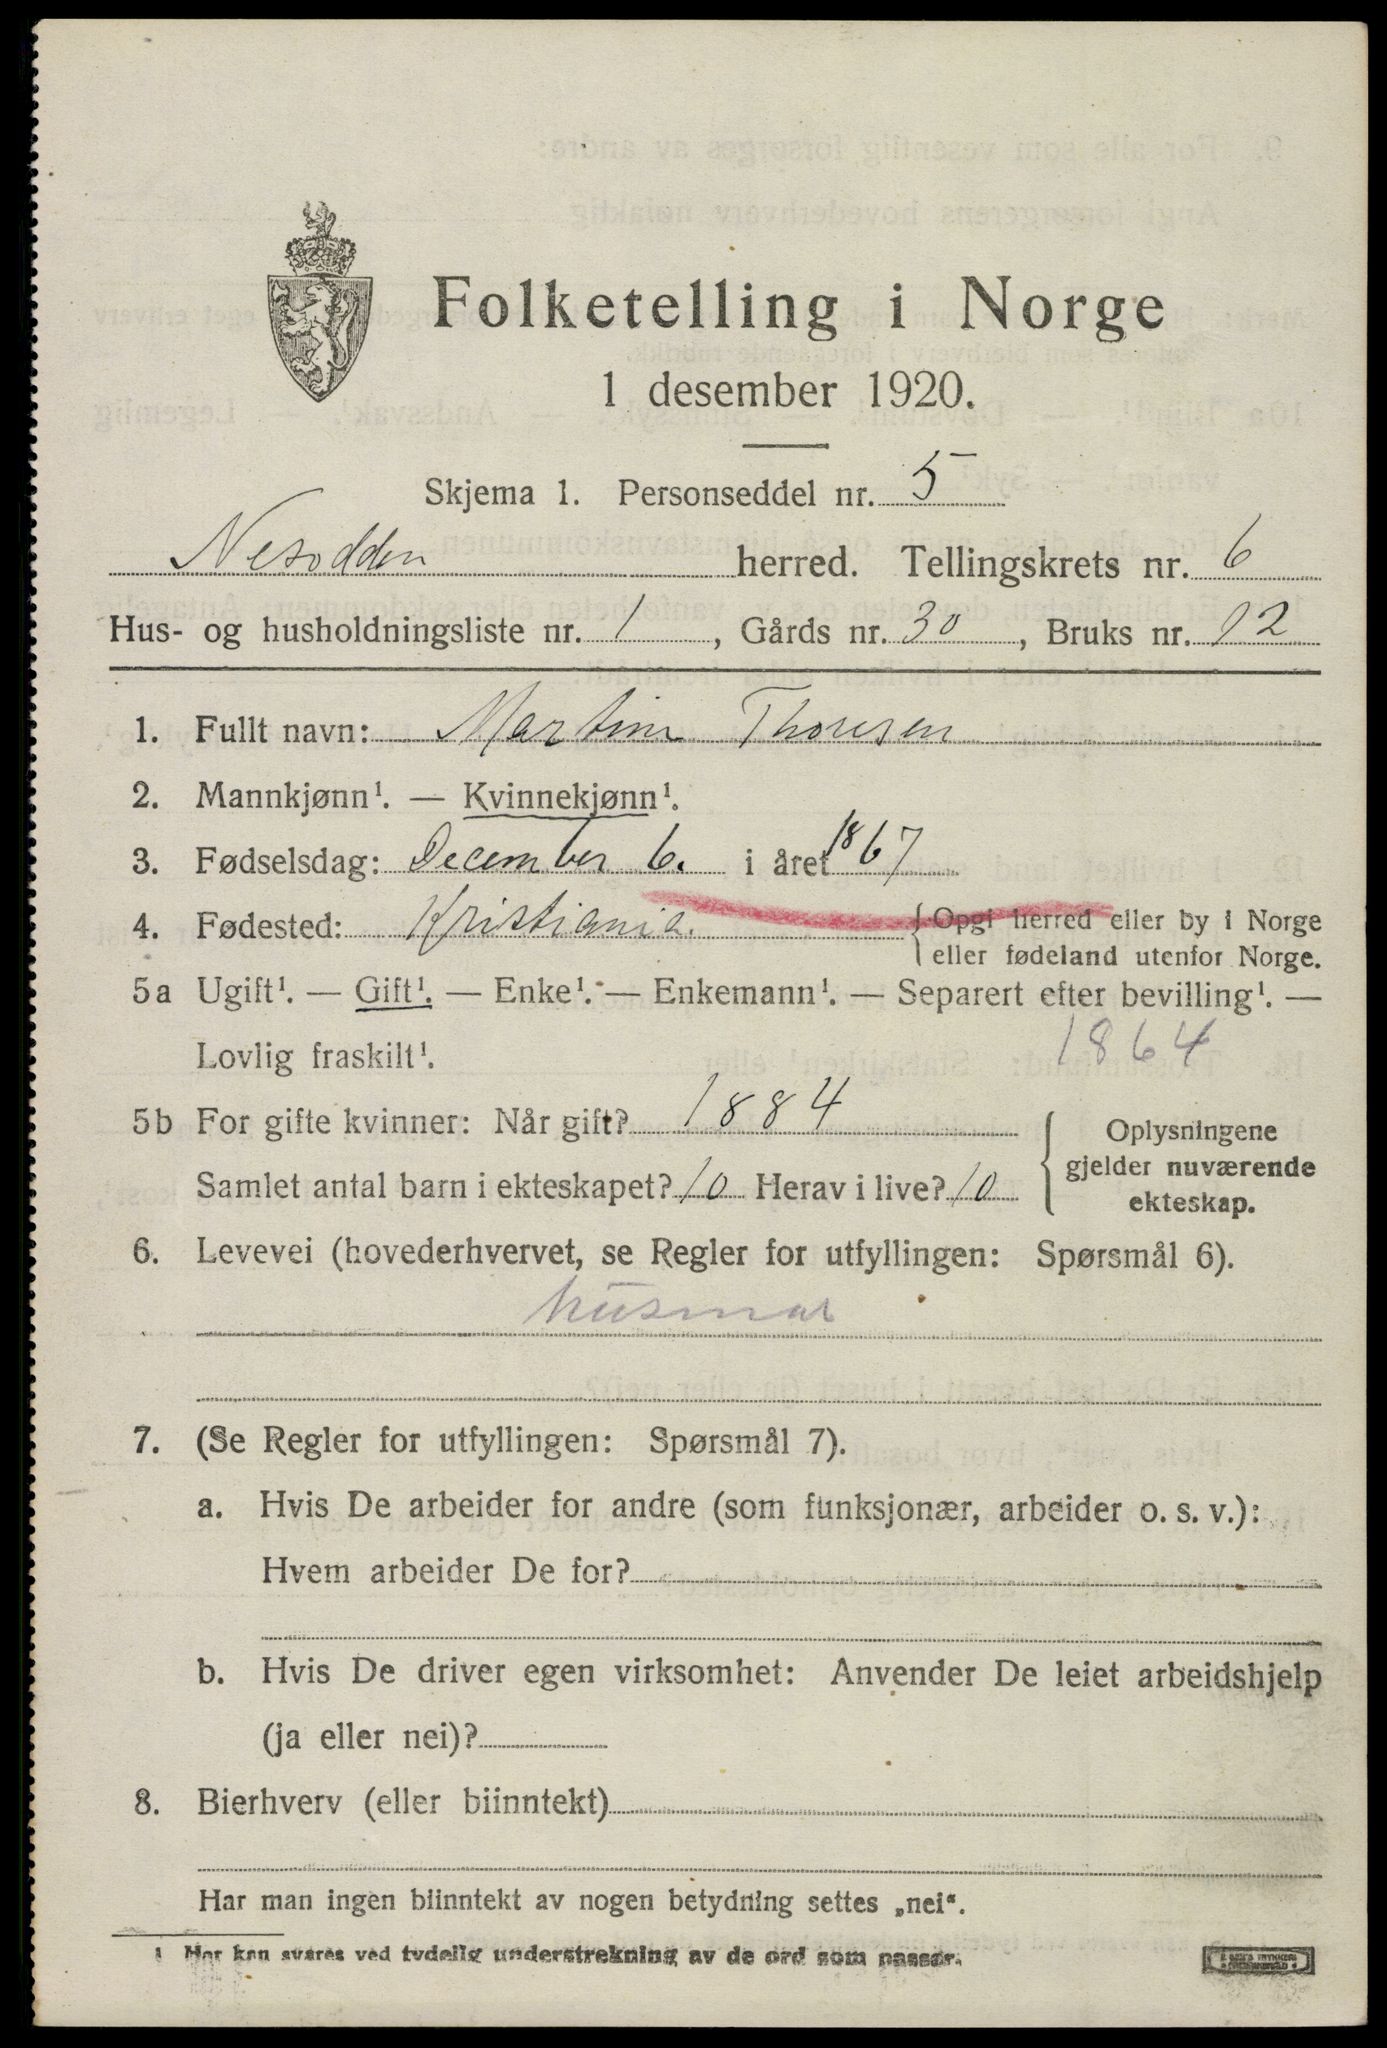 Folketelling i Norge
1 desember 1920.
Skjema 1. Personseddel nr. 5
Nesodden herred. Tellingskrets nr. 6
Hus- og husholdningsliste nr. 1, Gårds nr. 30, Bruks nr. 12
1. Fullt navn: Martine Thoresen
2. Mannkjønn¹. — Kvinnekjønn¹.
3. Fødselsdag: December 6. i året 1867
4. Fødested: Kristiania. { Opgi herred eller by i Norge
eller fødeland utenfor Norge.
5a Ugift¹. — Gift¹. — Enke¹. — Enkemann¹. — Separert efter bevilling¹. —
Lovlig fraskilt¹. 1864
5b For gifte kvinner: Når gift? 1884
Samlet antal barn i ekteskapet? 10 Herav i live? 10
{ Oplysningene
gjelder nuværende
ekteskap.
6. Levevei (hovederhvervet, se Regler for utfyllingen: Spørsmål 6).
husmor
7. (Se Regler for utfyllingen: Spørsmål 7).
a. Hvis De arbeider for andre (som funksjonær, arbeider o. s. v.):
Hvem arbeider De for?
b. Hvis De driver egen virksomhet: Anvender De leiet arbeidshjelp
(ja eller nei)?
8. Bierhverv (eller biinntekt)
Har man ingen biinntekt av nogen betydning settes „nei“.
¹ Her kan svares ved tydelig understrekning av de ord som passer.